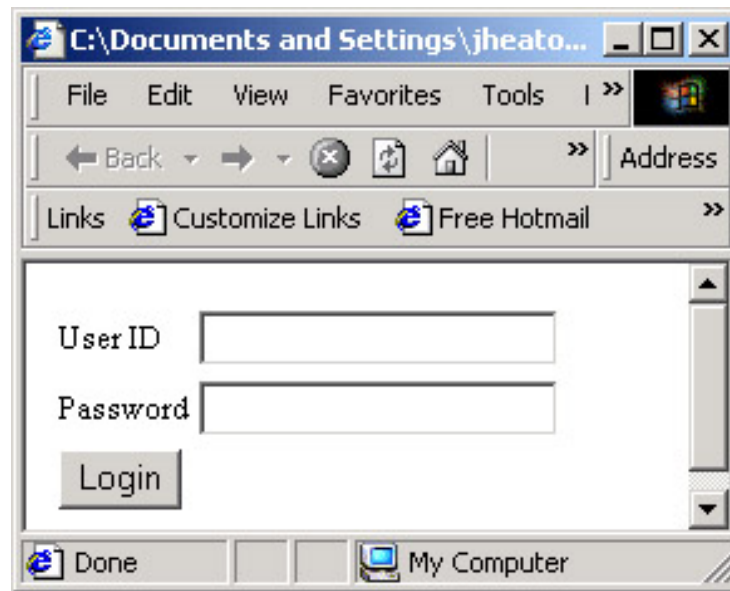 C:\Documents and Settings\jheato...
File Edit View Favorites Tools
Back Address
Links Customize Links Free Hotmail
User ID
Password
Login
Done My Computer